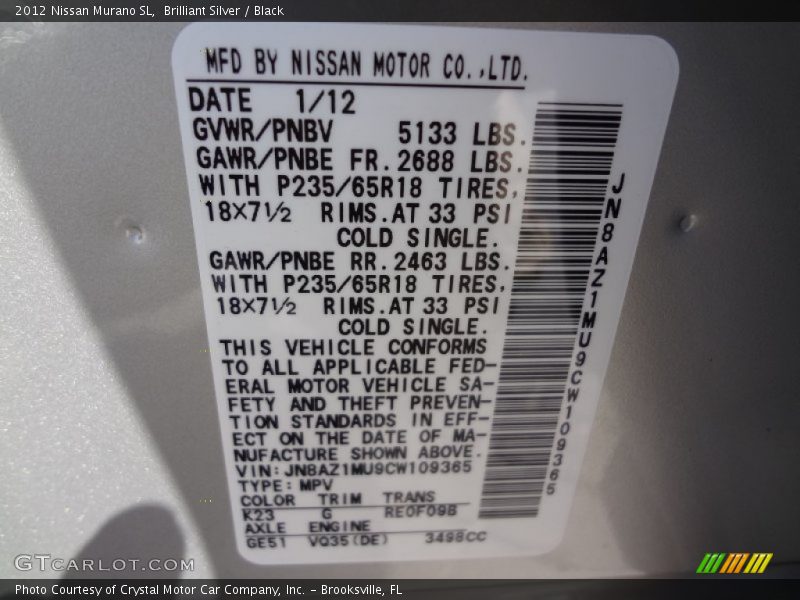 2012 Nissan Murano SL,  Brilliant Silver / Black
MFD BY NISSAN MOTOR CO.,LTD.
DATE 1/12
GVWR/PNBV 5133 LBS.
GAWR/PNBE FR.2688 LBS.
WITH P235/65R18 TIRES,
18×7½ RIMS.AT 33 PSI
COLD SINGLE.
GAWR/PNBE RR.2463 LBS.
WITH P235/65R18 TIRES,
18×7½ RIMS.AT 33 PSI
COLD SINGLE.
THIS VEHICLE CONFORMS
TO ALL APPLICABLE FED-
ERAL MOTOR VEHICLE SA-
FETY AND THEFT PREVEN-
TION STANDARDS IN EFF-
ECT ON THE DATE OF MA-
NUFACTURE SHOWN ABOVE.
VIN:JN8AZ1MU9CW109365
TYPE:MPV
COLOR TRIM TRANS
K23 G RE0F09B
AXLE ENGINE
GE51 VQ35(DE) 3498CC
JN8AZ1MU9CW109365
GTCARLOT.COM
Photo Courtesy of Crystal Motor Car Company, Inc. - Brooksville, FL